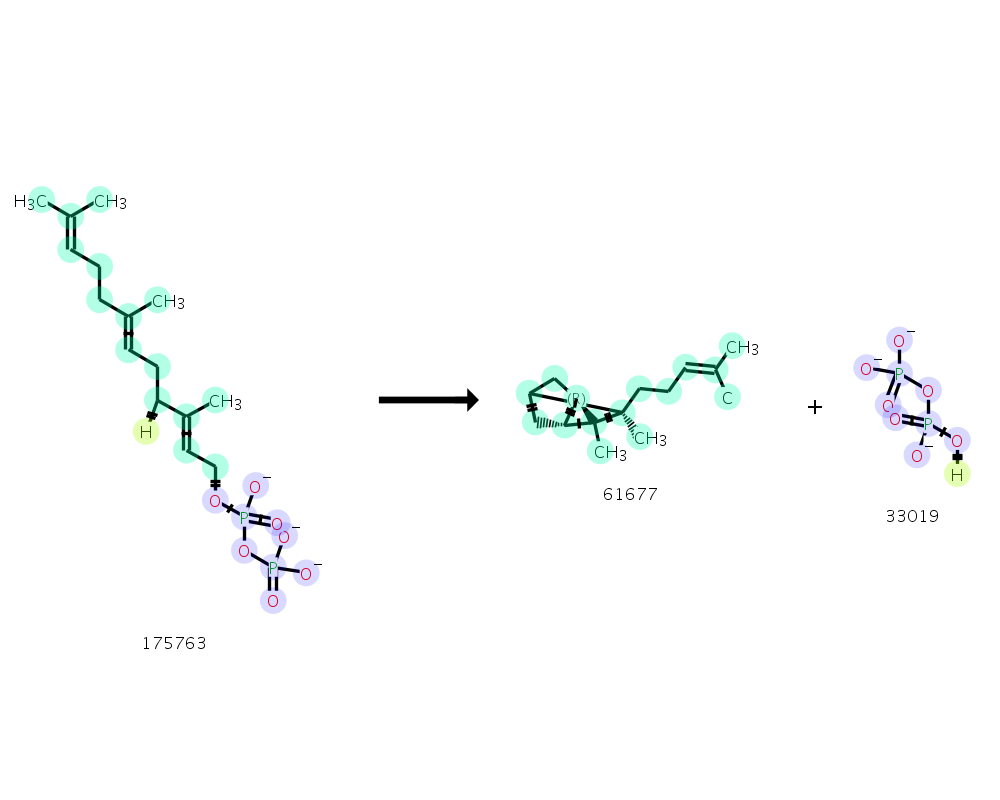 H3C CH3
CH3
CH3
H
O O−
P O
O O−
P O−
O
175763
(R)
CH3
C
CH3
CH3
61677
+
O−
O− P
O
O
O P O
O− H
33019